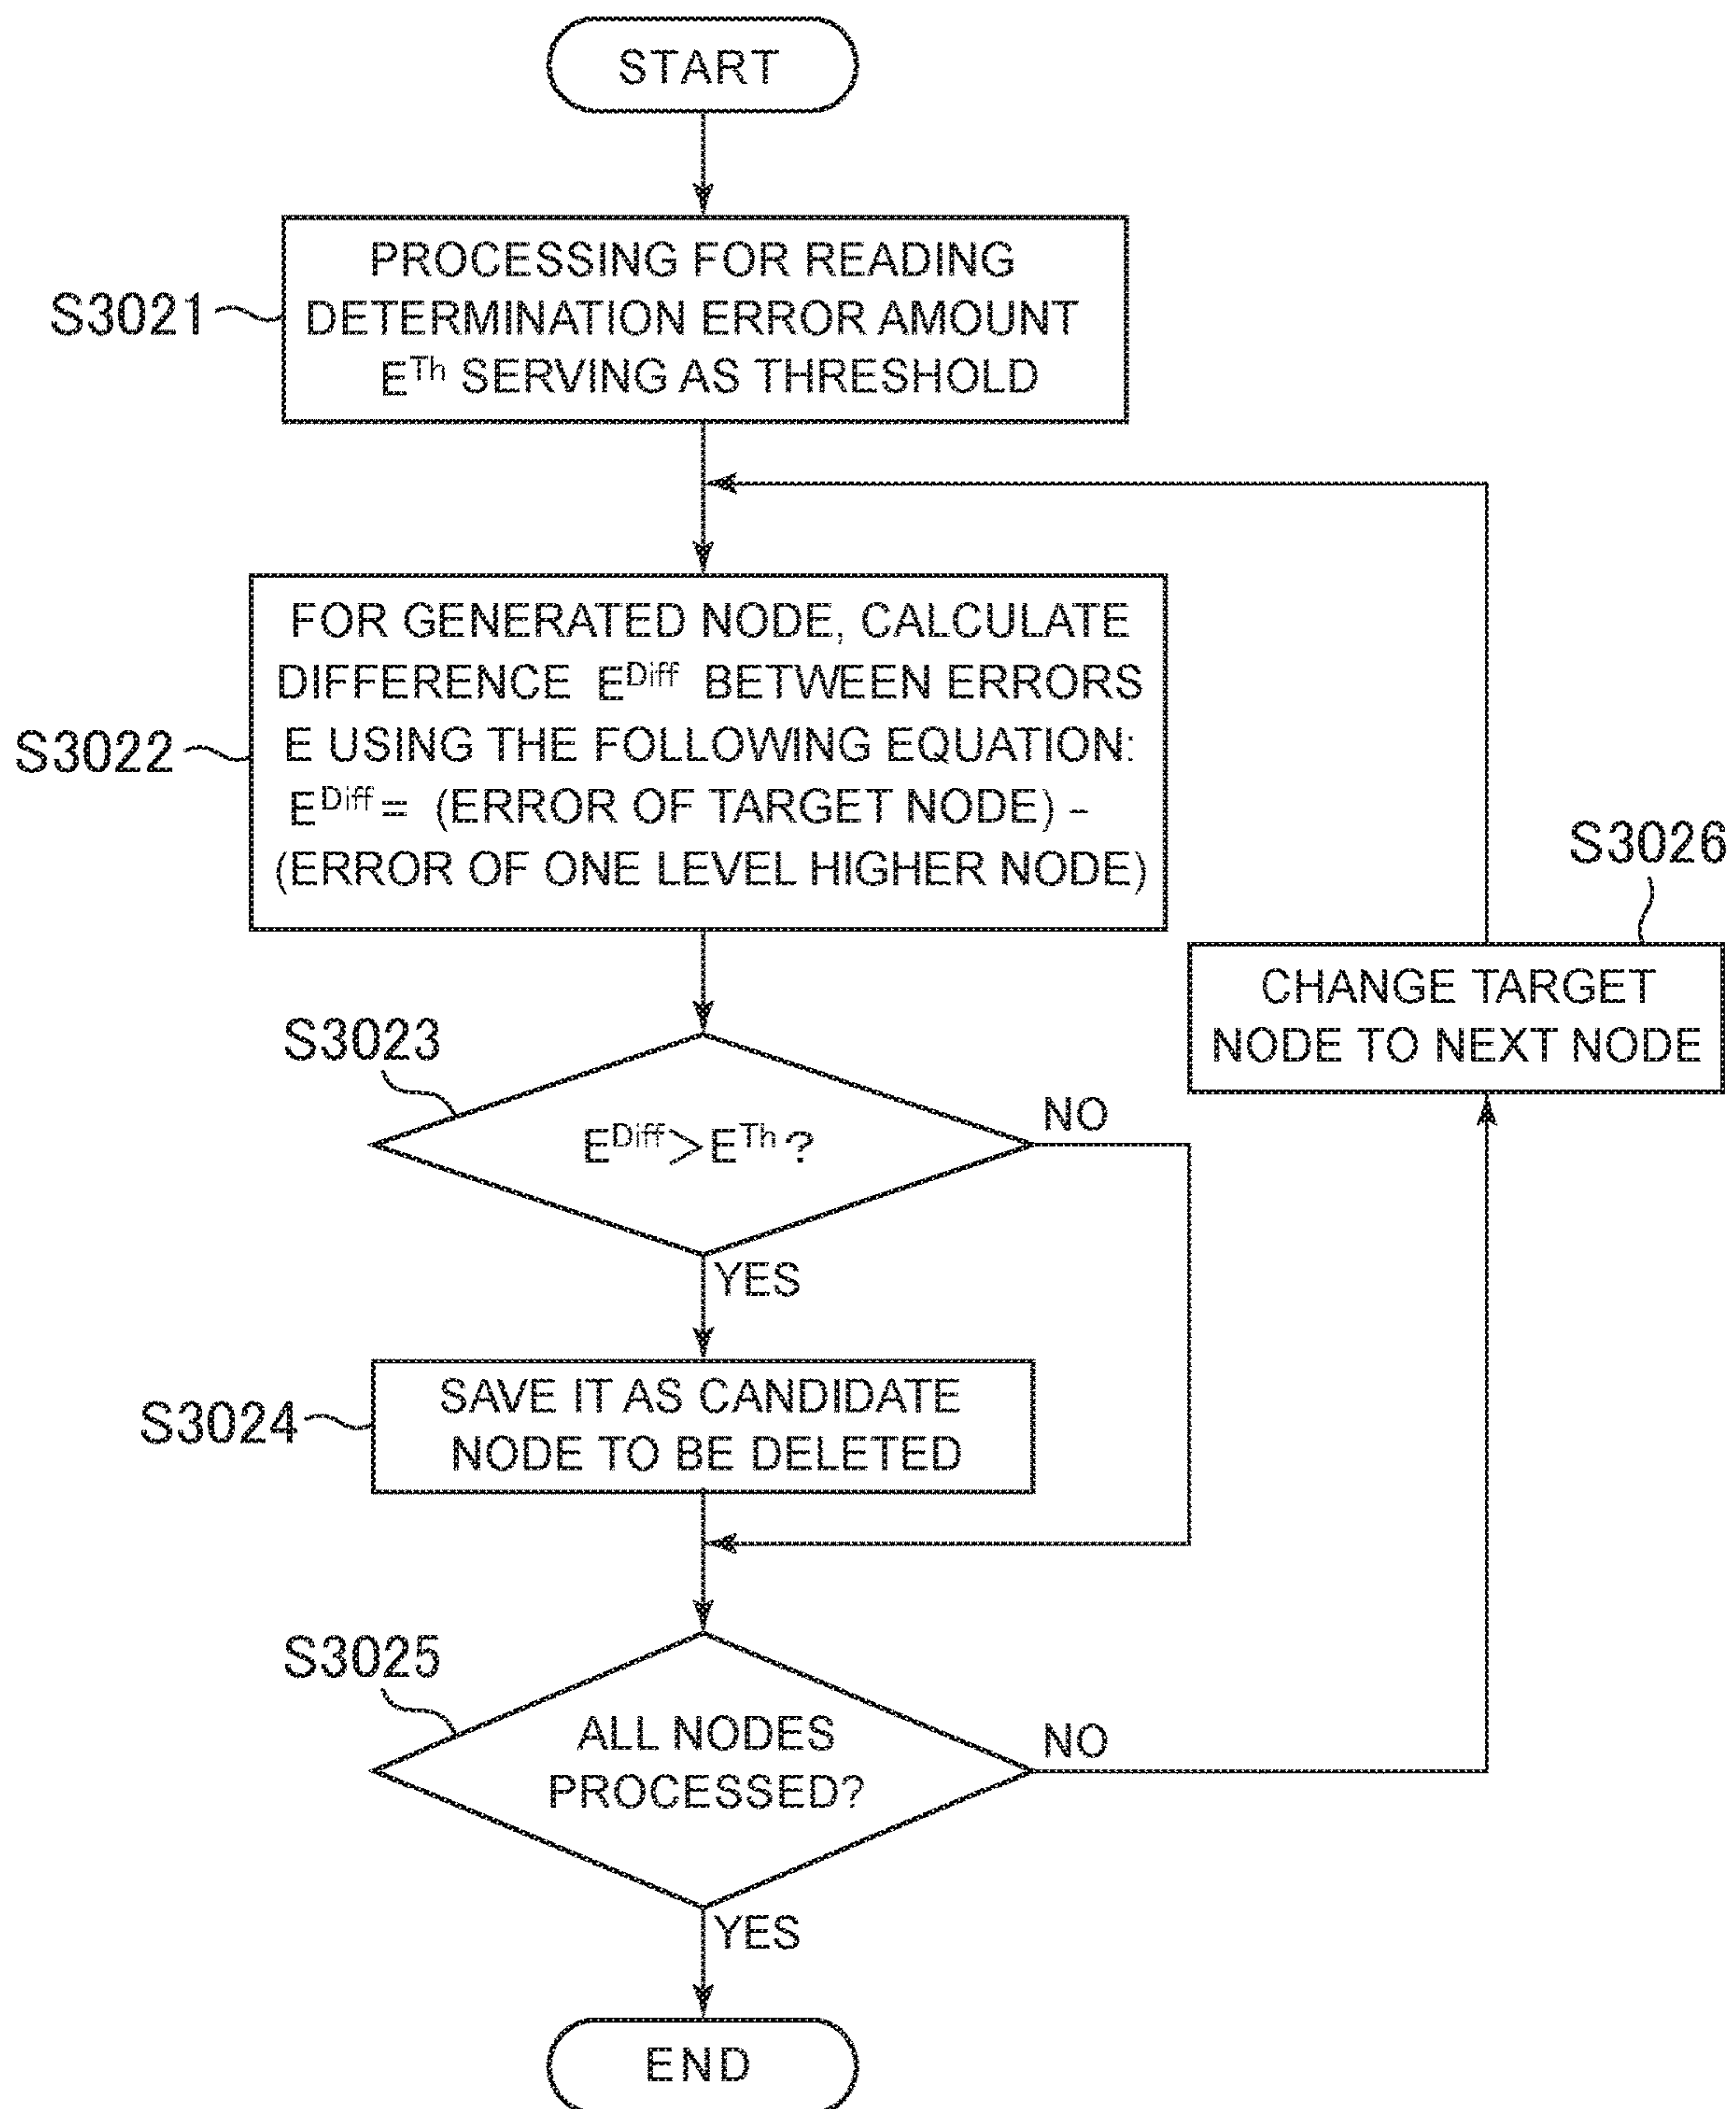 START
S3021
PROCESSING FOR READING
DETERMINATION ERROR AMOUNT
E^Th SERVING AS THRESHOLD
S3022
FOR GENERATED NODE, CALCULATE
DIFFERENCE E^Diff BETWEEN ERRORS
E USING THE FOLLOWING EQUATION:
E^Diff = (ERROR OF TARGET NODE) -
(ERROR OF ONE LEVEL HIGHER NODE)
S3026
CHANGE TARGET
NODE TO NEXT NODE
S3023
E^Diff > E^Th ?
NO
YES
S3024
SAVE IT AS CANDIDATE
NODE TO BE DELETED
S3025
ALL NODES
PROCESSED?
NO
YES
END